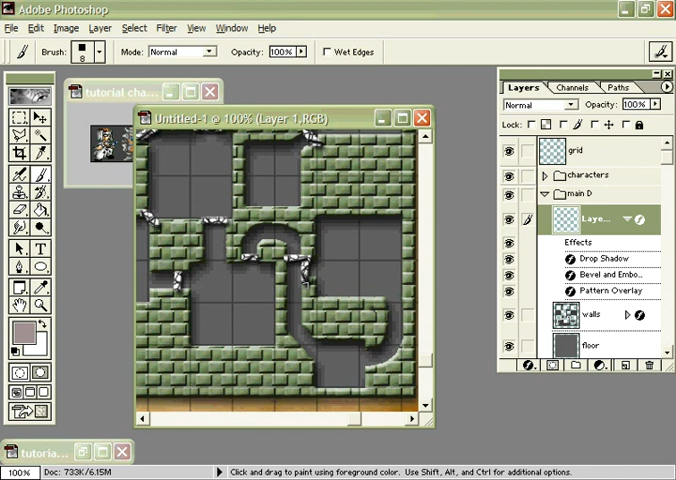 Adobe Photoshop
File Edit Image Layer Select Filter View Window Help
Brush: 8 Mode: Normal Opacity: 100% Wet Edges
tutorial cha...
Untitled-1 @ 100% (Layer 1,RGB)
Layers Channels Paths
Normal Opacity: 100%
Lock:
grid
characters
main D
Laye...
Effects
Drop Shadow
Bevel and Embo...
Pattern Overlay
walls
floor
T
tutoria...
100% Doc: 733K/6.15M Click and drag to paint using foreground color. Use Shift, Alt, and Ctrl for additional options.